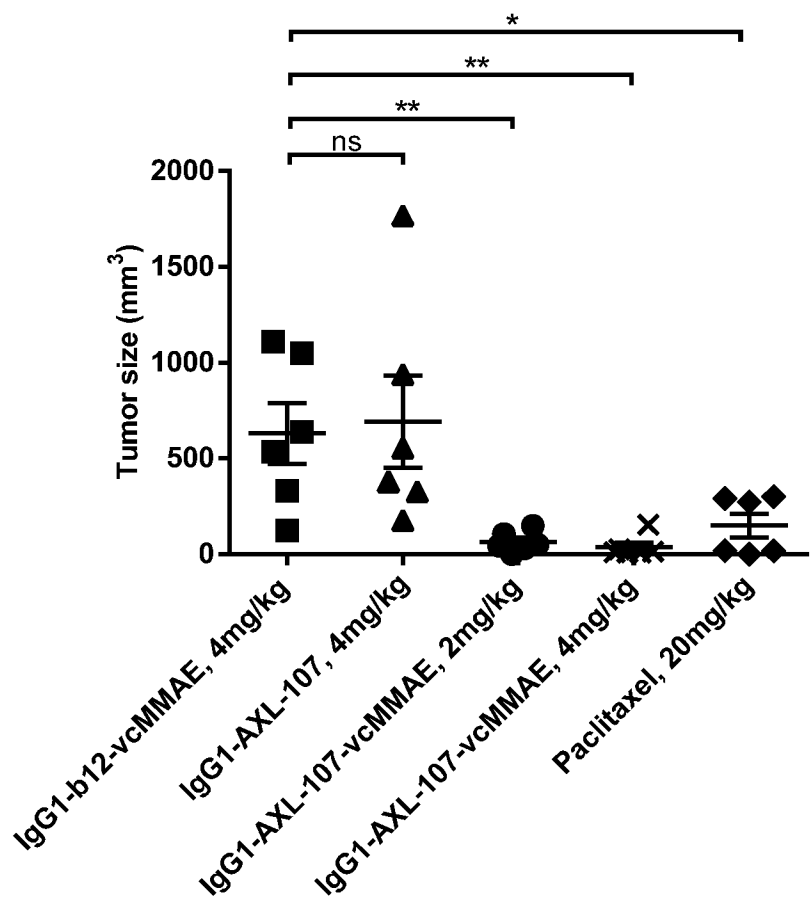 *
**
**
ns
2000
1500
1000
500
0
Tumor size (mm³)
IgG1-b12-vcMMAE, 4mg/kg
IgG1-AXL-107, 4mg/kg
IgG1-AXL-107-vcMMAE, 2mg/kg
IgG1-AXL-107-vcMMAE, 4mg/kg
Paclitaxel, 20mg/kg